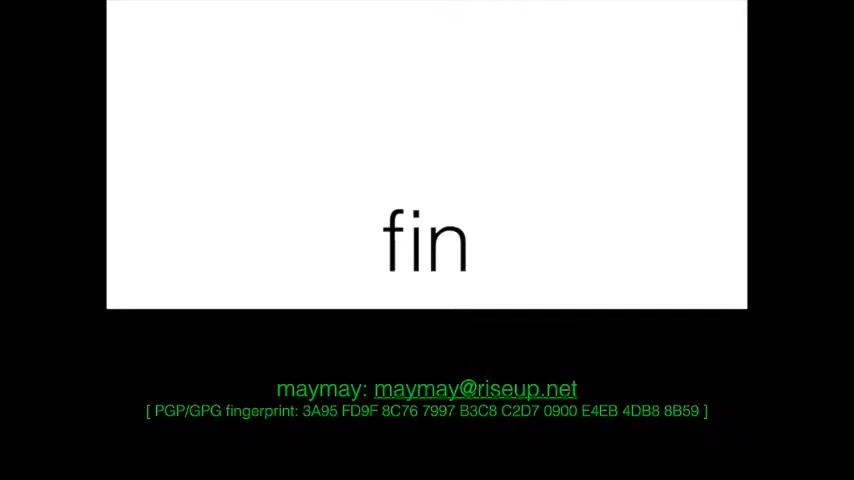 fin
maymay: maymay@riseup.net
[ PGP/GPG fingerprint: 3A95 FD9F 8C76 7997 B3C8 C2D7 0900 E4EB 4DB8 8B59 ]